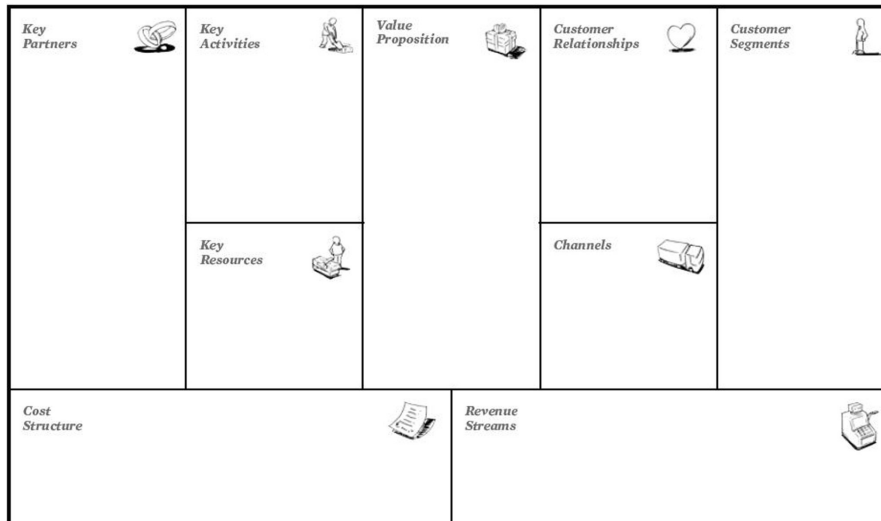 Key
Partners
Key
Activities
Value
Proposition
Customer
Relationships
Customer
Segments
Key
Resources
Channels
Cost
Structure
Revenue
Streams